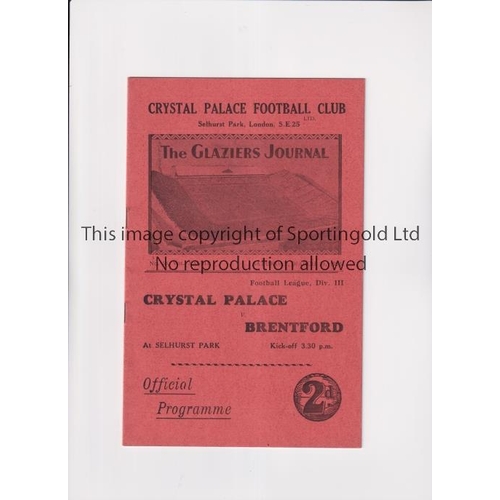 CRYSTAL PALACE FOOTBALL CLUB
LTD.
Selhurst Park, London, S.E.25
The GLAZIERS JOURNAL
This image copyright of Sportingold Ltd
No reproduction allowed
Football League, Div. III
CRYSTAL PALACE
v.
BRENTFORD
At SELHURST PARK
Kick-off 3.30 p.m.
Official
Programme
2d.